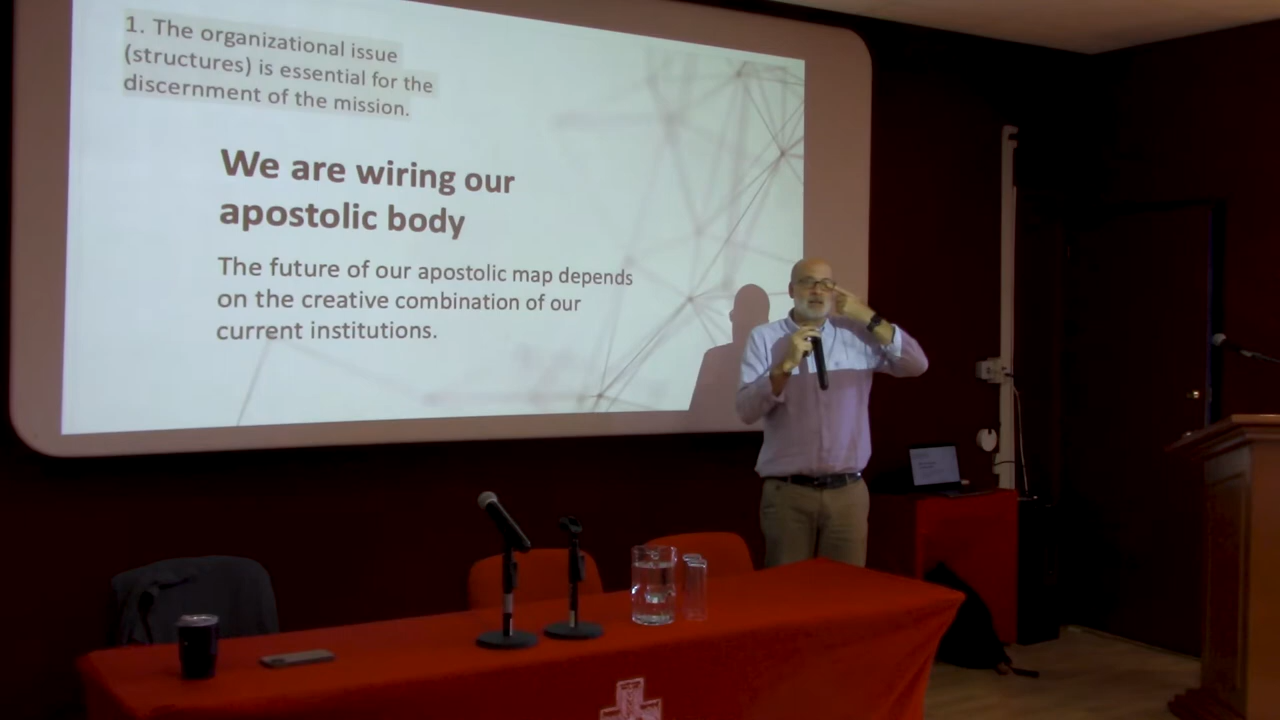 1. The organizational issue
(structures) is essential for the
discernment of the mission.
We are wiring our
apostolic body
The future of our apostolic map depends
on the creative combination of our
current institutions.